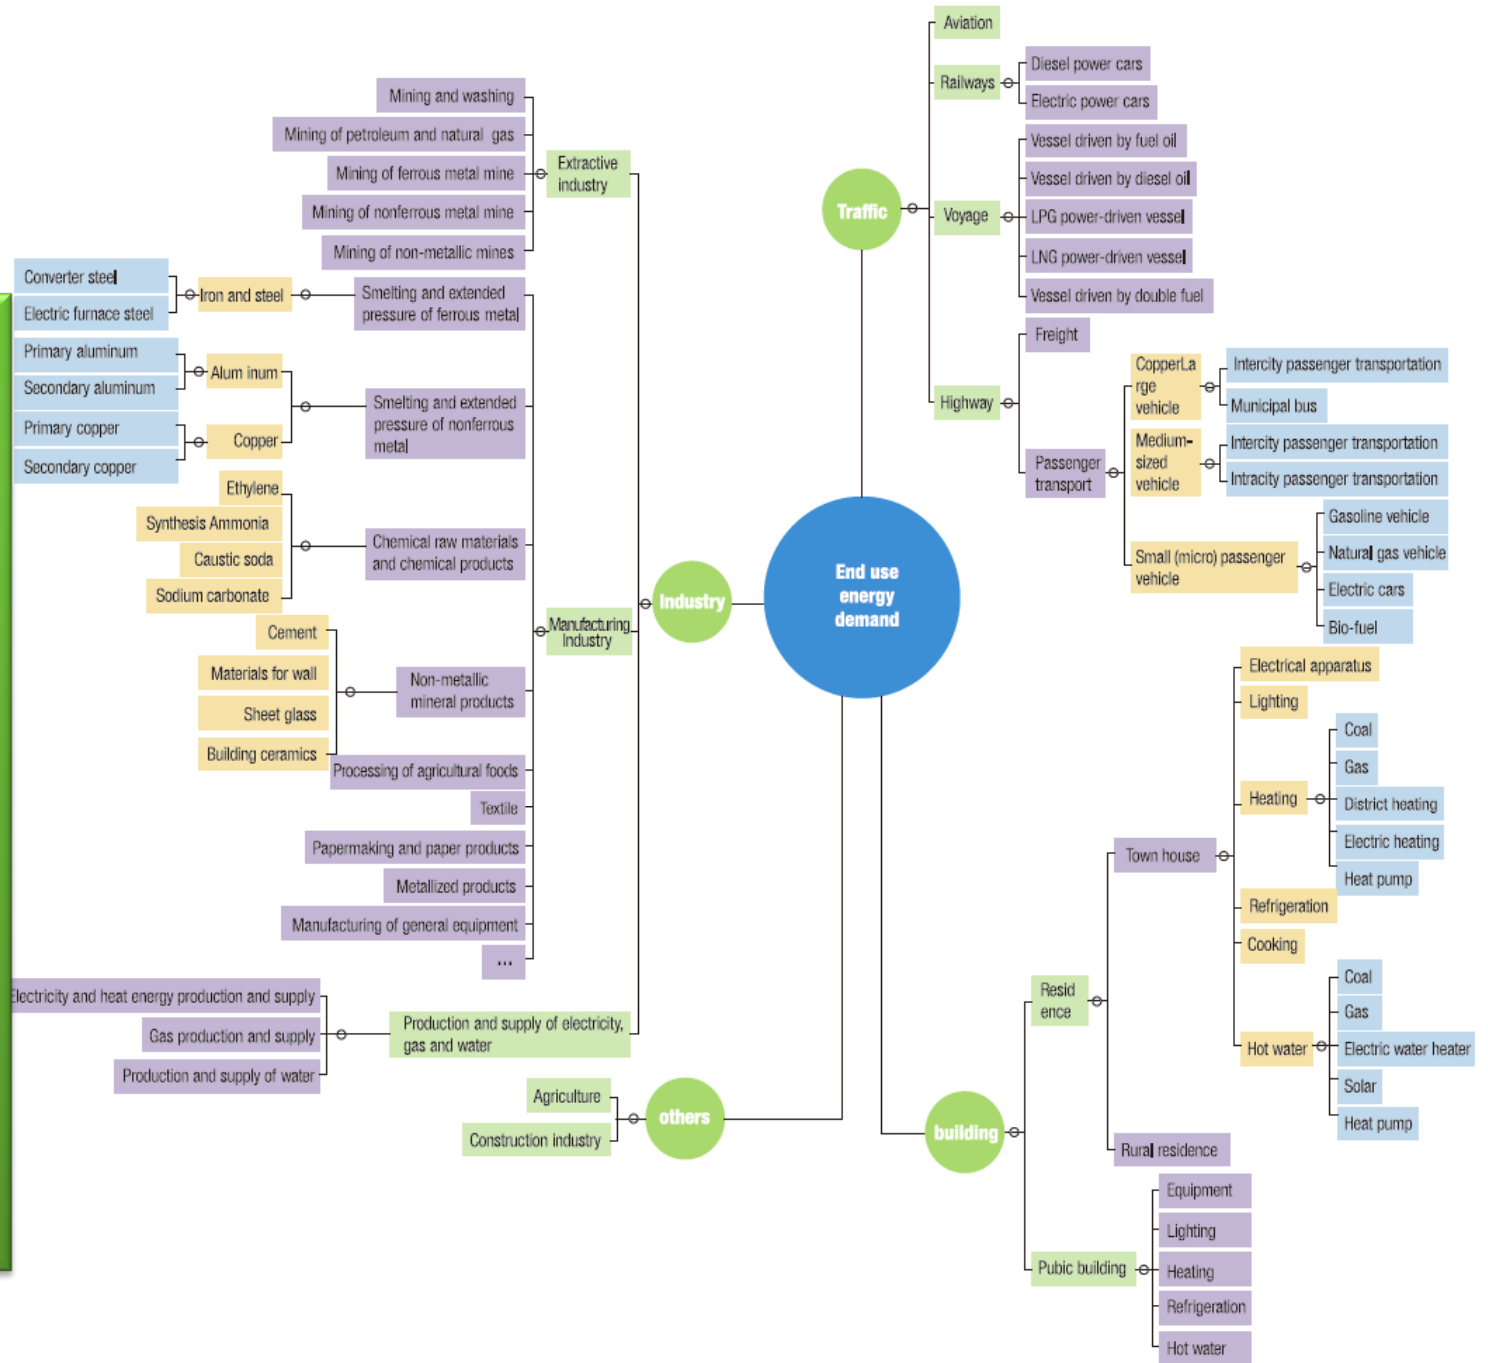 Aviation
Railways
Diesel power cars
Electric power cars
Traffic
Voyage
Vessel driven by fuel oil
Vessel driven by diesel oil
LPG power-driven vessel
LNG power-driven vessel
Vessel driven by double fuel
Highway
Freight
Passenger
transport
CopperLa
rge
vehicle
Intercity passenger transportation
Municipal bus
Medium-
sized
vehicle
Intercity passenger transportation
Intracity passenger transportation
Small (micro) passenger
vehicle
Gasoline vehicle
Natural gas vehicle
Electric cars
Bio-fuel
Mining and washing
Mining of petroleum and natural gas
Mining of ferrous metal mine
Mining of nonferrous metal mine
Mining of non-metallic mines
Extractive
industry
Converter steel
Electric furnace steel
Iron and steel
Smelting and extended
pressure of ferrous metal
Primary aluminum
Secondary aluminum
Alum inum
Primary copper
Secondary copper
Copper
Smelting and extended
pressure of nonferrous
metal
Ethylene
Synthesis Ammonia
Caustic soda
Sodium carbonate
Chemical raw materials
and chemical products
Manufacturing
Industry
Industry
End use
energy
demand
Cement
Materials for wall
Sheet glass
Building ceramics
Non-metallic
mineral products
Processing of agricultural foods
Textile
Papermaking and paper products
Metallized products
Manufacturing of general equipment
...
Electricity and heat energy production and supply
Gas production and supply
Production and supply of water
Production and supply of electricity,
gas and water
Agriculture
Construction industry
others
building
Resid
ence
Town house
Electrical apparatus
Lighting
Heating
Coal
Gas
District heating
Electric heating
Heat pump
Refrigeration
Cooking
Hot water
Coal
Gas
Electric water heater
Solar
Heat pump
Rural residence
Pubic building
Equipment
Lighting
Heating
Refrigeration
Hot water